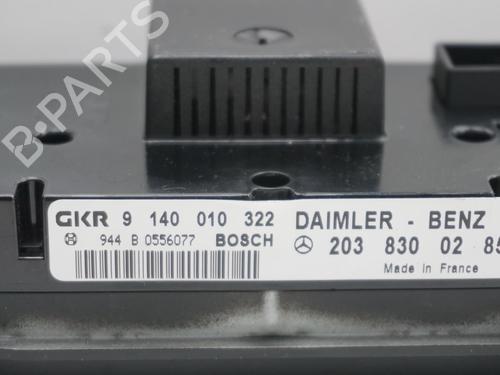 B-PARTS
GKR 9 140 010 322 DAIMLER - BENZ
944 B 0556077 BOSCH 203 830 02 85
Made in France